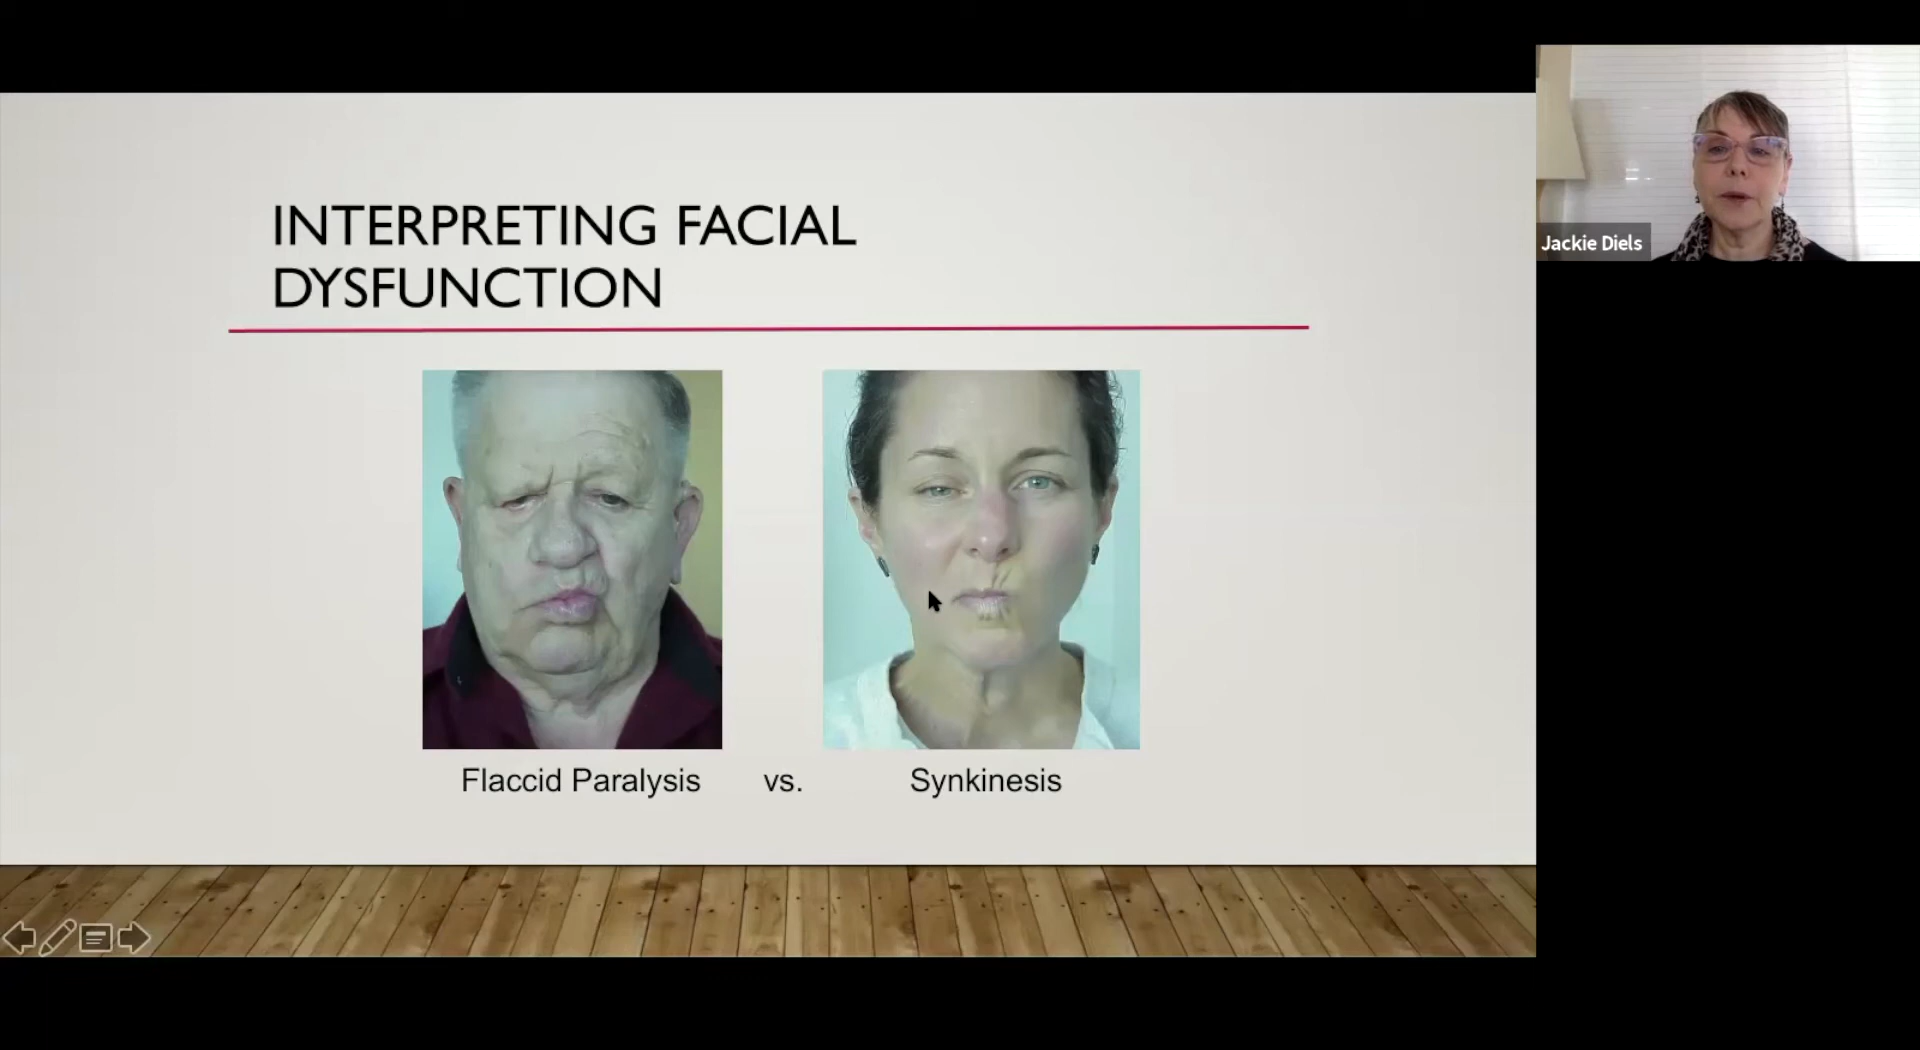 INTERPRETING FACIAL
DYSFUNCTION
Flaccid Paralysis vs. Synkinesis
Jackie Diels